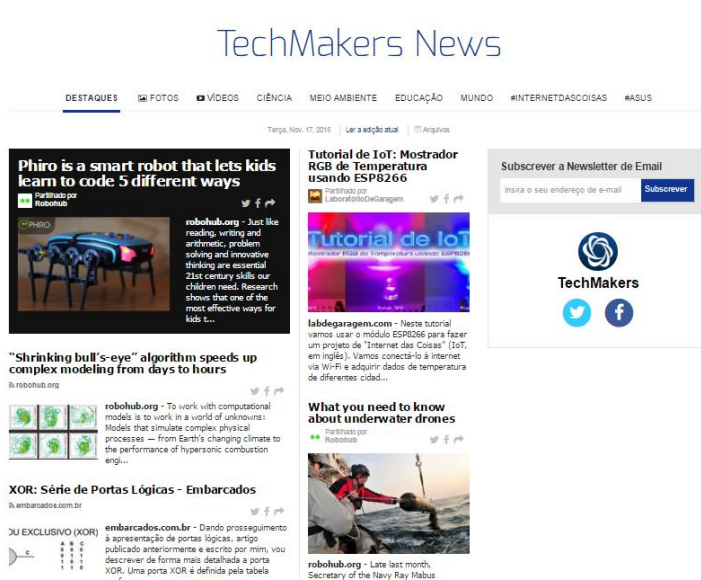 TechMakers News
DESTAQUES FOTOS VÍDEOS CIÊNCIA MEIO AMBIENTE EDUCAÇÃO MUNDO #INTERNETDASCOISAS #ASUS
Terça, Nov. 17, 2015 Ler a edição atual Arquivos
Phiro is a smart robot that lets kids
learn to code 5 different ways
Partilhado por
Robohub
PHIRO
robohub.org - Just like
reading, writing and
arithmetic, problem
solving and innovative
thinking are essential
21st century skills our
children need. Research
shows that one of the
most effective ways for
kids t...
"Shrinking bull's-eye" algorithm speeds up
complex modeling from days to hours
robohub.org
robohub.org - To work with computational
models is to work in a world of unknowns:
Models that simulate complex physical
processes — from Earth's changing climate to
the performance of hypersonic combustion
engi...
XOR: Série de Portas Lógicas - Embarcados
embarcados.com.br
OU EXCLUSIVO (XOR)
A B C
C
embarcados.com.br - Dando prosseguimento
à apresentação de portas lógicas, artigo
publicado anteriormente e escrito por mim, vou
descrever de forma mais detalhada a porta
XOR. Uma porta XOR é definida pela tabela
Tutorial de IoT: Mostrador
RGB de Temperatura
usando ESP8266
Partilhado por
LaboratórioDeGaragem
Tutorial de IoT
Mostrador RGB de Temperatura usando ESP8266
labdegaragem.com - Neste tutorial
vamos usar o módulo ESP8266 para fazer
um projeto de "Internet das Coisas" (IoT,
em inglês). Vamos conectá-lo à internet
via Wi-Fi e adquirir dados de temperatura
de diferentes cidad...
What you need to know
about underwater drones
Partilhado por
Robohub
robohub.org - Late last month,
Secretary of the Navy Ray Mabus
Subscrever a Newsletter de Email
insira o seu endereço de e-mail Subscrever
TechMakers